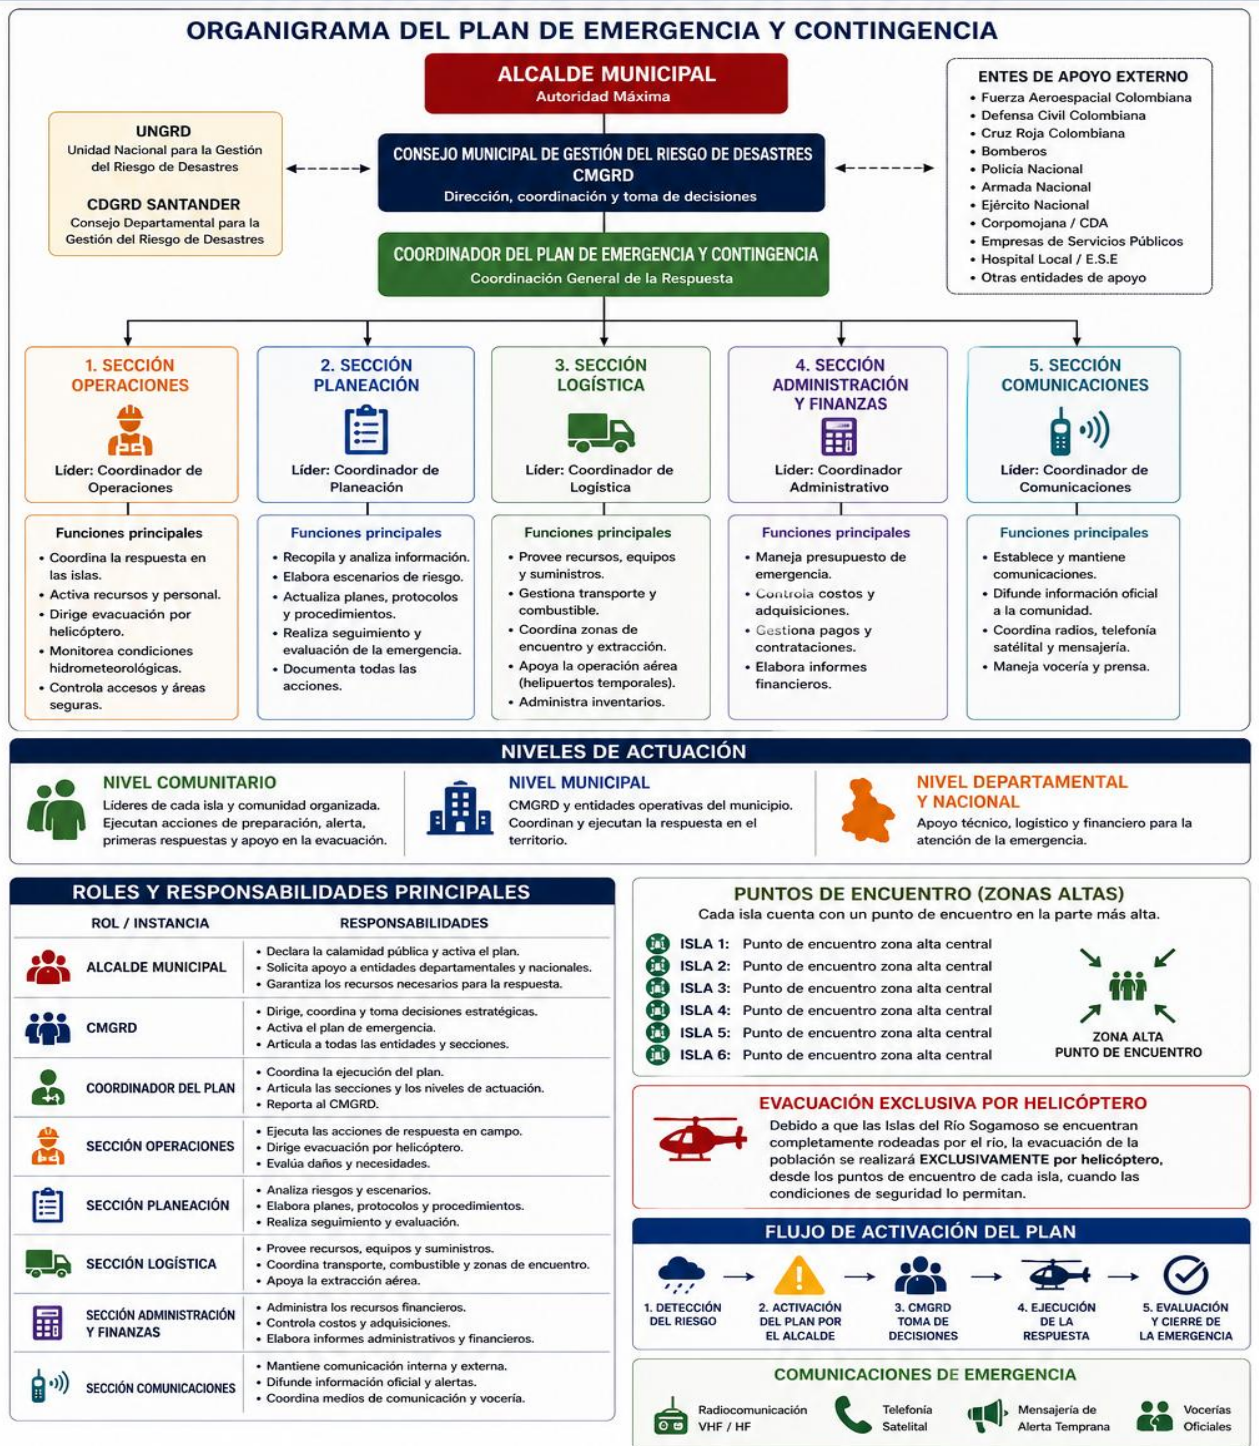 ORGANIGRAMA DEL PLAN DE EMERGENCIA Y CONTINGENCIA
ALCALDE MUNICIPAL
Autoridad Máxima
UNGRD
Unidad Nacional para la Gestión
del Riesgo de Desastres
CDGRD SANTANDER
Consejo Departamental para la
Gestión del Riesgo de Desastres
CONSEJO MUNICIPAL DE GESTIÓN DEL RIESGO DE DESASTRES
CMGRD
Dirección, coordinación y toma de decisiones
COORDINADOR DEL PLAN DE EMERGENCIA Y CONTINGENCIA
Coordinación General de la Respuesta
ENTES DE APOYO EXTERNO
• Fuerza Aeroespacial Colombiana
• Defensa Civil Colombiana
• Cruz Roja Colombiana
• Bomberos
• Policía Nacional
• Armada Nacional
• Ejército Nacional
• Corpomojana / CDA
• Empresas de Servicios Públicos
• Hospital Local / E.S.E
• Otras entidades de apoyo
1. SECCIÓN
OPERACIONES
Líder: Coordinador de
Operaciones
Funciones principales
• Coordina la respuesta en
las islas.
• Activa recursos y personal.
• Dirige evacuación por
helicóptero.
• Monitorea condiciones
hidrometeorológicas.
• Controla accesos y áreas
seguras.
2. SECCIÓN
PLANEACIÓN
Líder: Coordinador de
Planeación
Funciones principales
• Recopila y analiza información.
• Elabora escenarios de riesgo.
• Actualiza planes, protocolos
y procedimientos.
• Realiza seguimiento y
evaluación de la emergencia.
• Documenta todas las
acciones.
3. SECCIÓN
LOGÍSTICA
Líder: Coordinador de
Logística
Funciones principales
• Provee recursos, equipos
y suministros.
• Gestiona transporte y
combustible.
• Coordina zonas de
encuentro y extracción.
• Apoya la operación aérea
(helipuertos temporales).
• Administra inventarios.
4. SECCIÓN
ADMINISTRACIÓN
Y FINANZAS
Líder: Coordinador
Administrativo
Funciones principales
• Maneja presupuesto de
emergencia.
• Controla costos y
adquisiciones.
• Gestiona pagos y
contrataciones.
• Elabora informes
financieros.
5. SECCIÓN
COMUNICACIONES
Líder: Coordinador de
Comunicaciones
Funciones principales
• Establece y mantiene
comunicaciones.
• Difunde información oficial
a la comunidad.
• Coordina radios, telefonía
satélital y mensajería.
• Maneja vocería y prensa.
NIVELES DE ACTUACIÓN
NIVEL COMUNITARIO
Líderes de cada isla y comunidad organizada.
Ejecutan acciones de preparación, alerta,
primeras respuestas y apoyo en la evacuación.
NIVEL MUNICIPAL
CMGRD y entidades operativas del municipio.
Coordinan y ejecutan la respuesta en el
territorio.
NIVEL DEPARTAMENTAL
Y NACIONAL
Apoyo técnico, logístico y financiero para la
atención de la emergencia.
ROLES Y RESPONSABILIDADES PRINCIPALES
ROL / INSTANCIA
RESPONSABILIDADES
ALCALDE MUNICIPAL
• Declara la calamidad pública y activa el plan.
• Solicita apoyo a entidades departamentales y nacionales.
• Garantiza los recursos necesarios para la respuesta.
CMGRD
• Dirige, coordina y toma decisiones estratégicas.
• Activa el plan de emergencia.
• Articula a todas las entidades y secciones.
COORDINADOR DEL PLAN
• Coordina la ejecución del plan.
• Articula las secciones y los niveles de actuación.
• Reporta al CMGRD.
SECCIÓN OPERACIONES
• Ejecuta las acciones de respuesta en campo.
• Dirige evacuación por helicóptero.
• Evalúa daños y necesidades.
SECCIÓN PLANEACIÓN
• Analiza riesgos y escenarios.
• Elabora planes, protocolos y procedimientos.
• Realiza seguimiento y evaluación.
SECCIÓN LOGÍSTICA
• Provee recursos, equipos y suministros.
• Coordina transporte, combustible y zonas de encuentro.
• Apoya la extracción aérea.
SECCIÓN ADMINISTRACIÓN
Y FINANZAS
• Administra los recursos financieros.
• Controla costos y adquisiciones.
• Elabora informes administrativos y financieros.
SECCIÓN COMUNICACIONES
• Mantiene comunicación interna y externa.
• Difunde información oficial y alertas.
• Coordina medios de comunicación y vocería.
PUNTOS DE ENCUENTRO (ZONAS ALTAS)
Cada isla cuenta con un punto de encuentro en la parte más alta.
ISLA 1: Punto de encuentro zona alta central
ISLA 2: Punto de encuentro zona alta central
ISLA 3: Punto de encuentro zona alta central
ISLA 4: Punto de encuentro zona alta central
ISLA 5: Punto de encuentro zona alta central
ISLA 6: Punto de encuentro zona alta central
ZONA ALTA
PUNTO DE ENCUENTRO
EVACUACIÓN EXCLUSIVA POR HELICÓPTERO
Debido a que las Islas del Río Sogamoso se encuentran
completamente rodeadas por el río, la evacuación de la
población se realizará EXCLUSIVAMENTE por helicóptero,
desde los puntos de encuentro de cada isla, cuando las
condiciones de seguridad lo permitan.
FLUJO DE ACTIVACIÓN DEL PLAN
1. DETECCIÓN
DEL RIESGO
2. ACTIVACIÓN
DEL PLAN POR
EL ALCALDE
3. CMGRD
TOMA DE
DECISIONES
4. EJECUCIÓN
DE LA
RESPUESTA
5. EVALUACIÓN
Y CIERRE DE
LA EMERGENCIA
COMUNICACIONES DE EMERGENCIA
Radiocomunicación
VHF / HF
Telefonía
Satelital
Mensajería de
Alerta Temprana
Vocerías
Oficiales